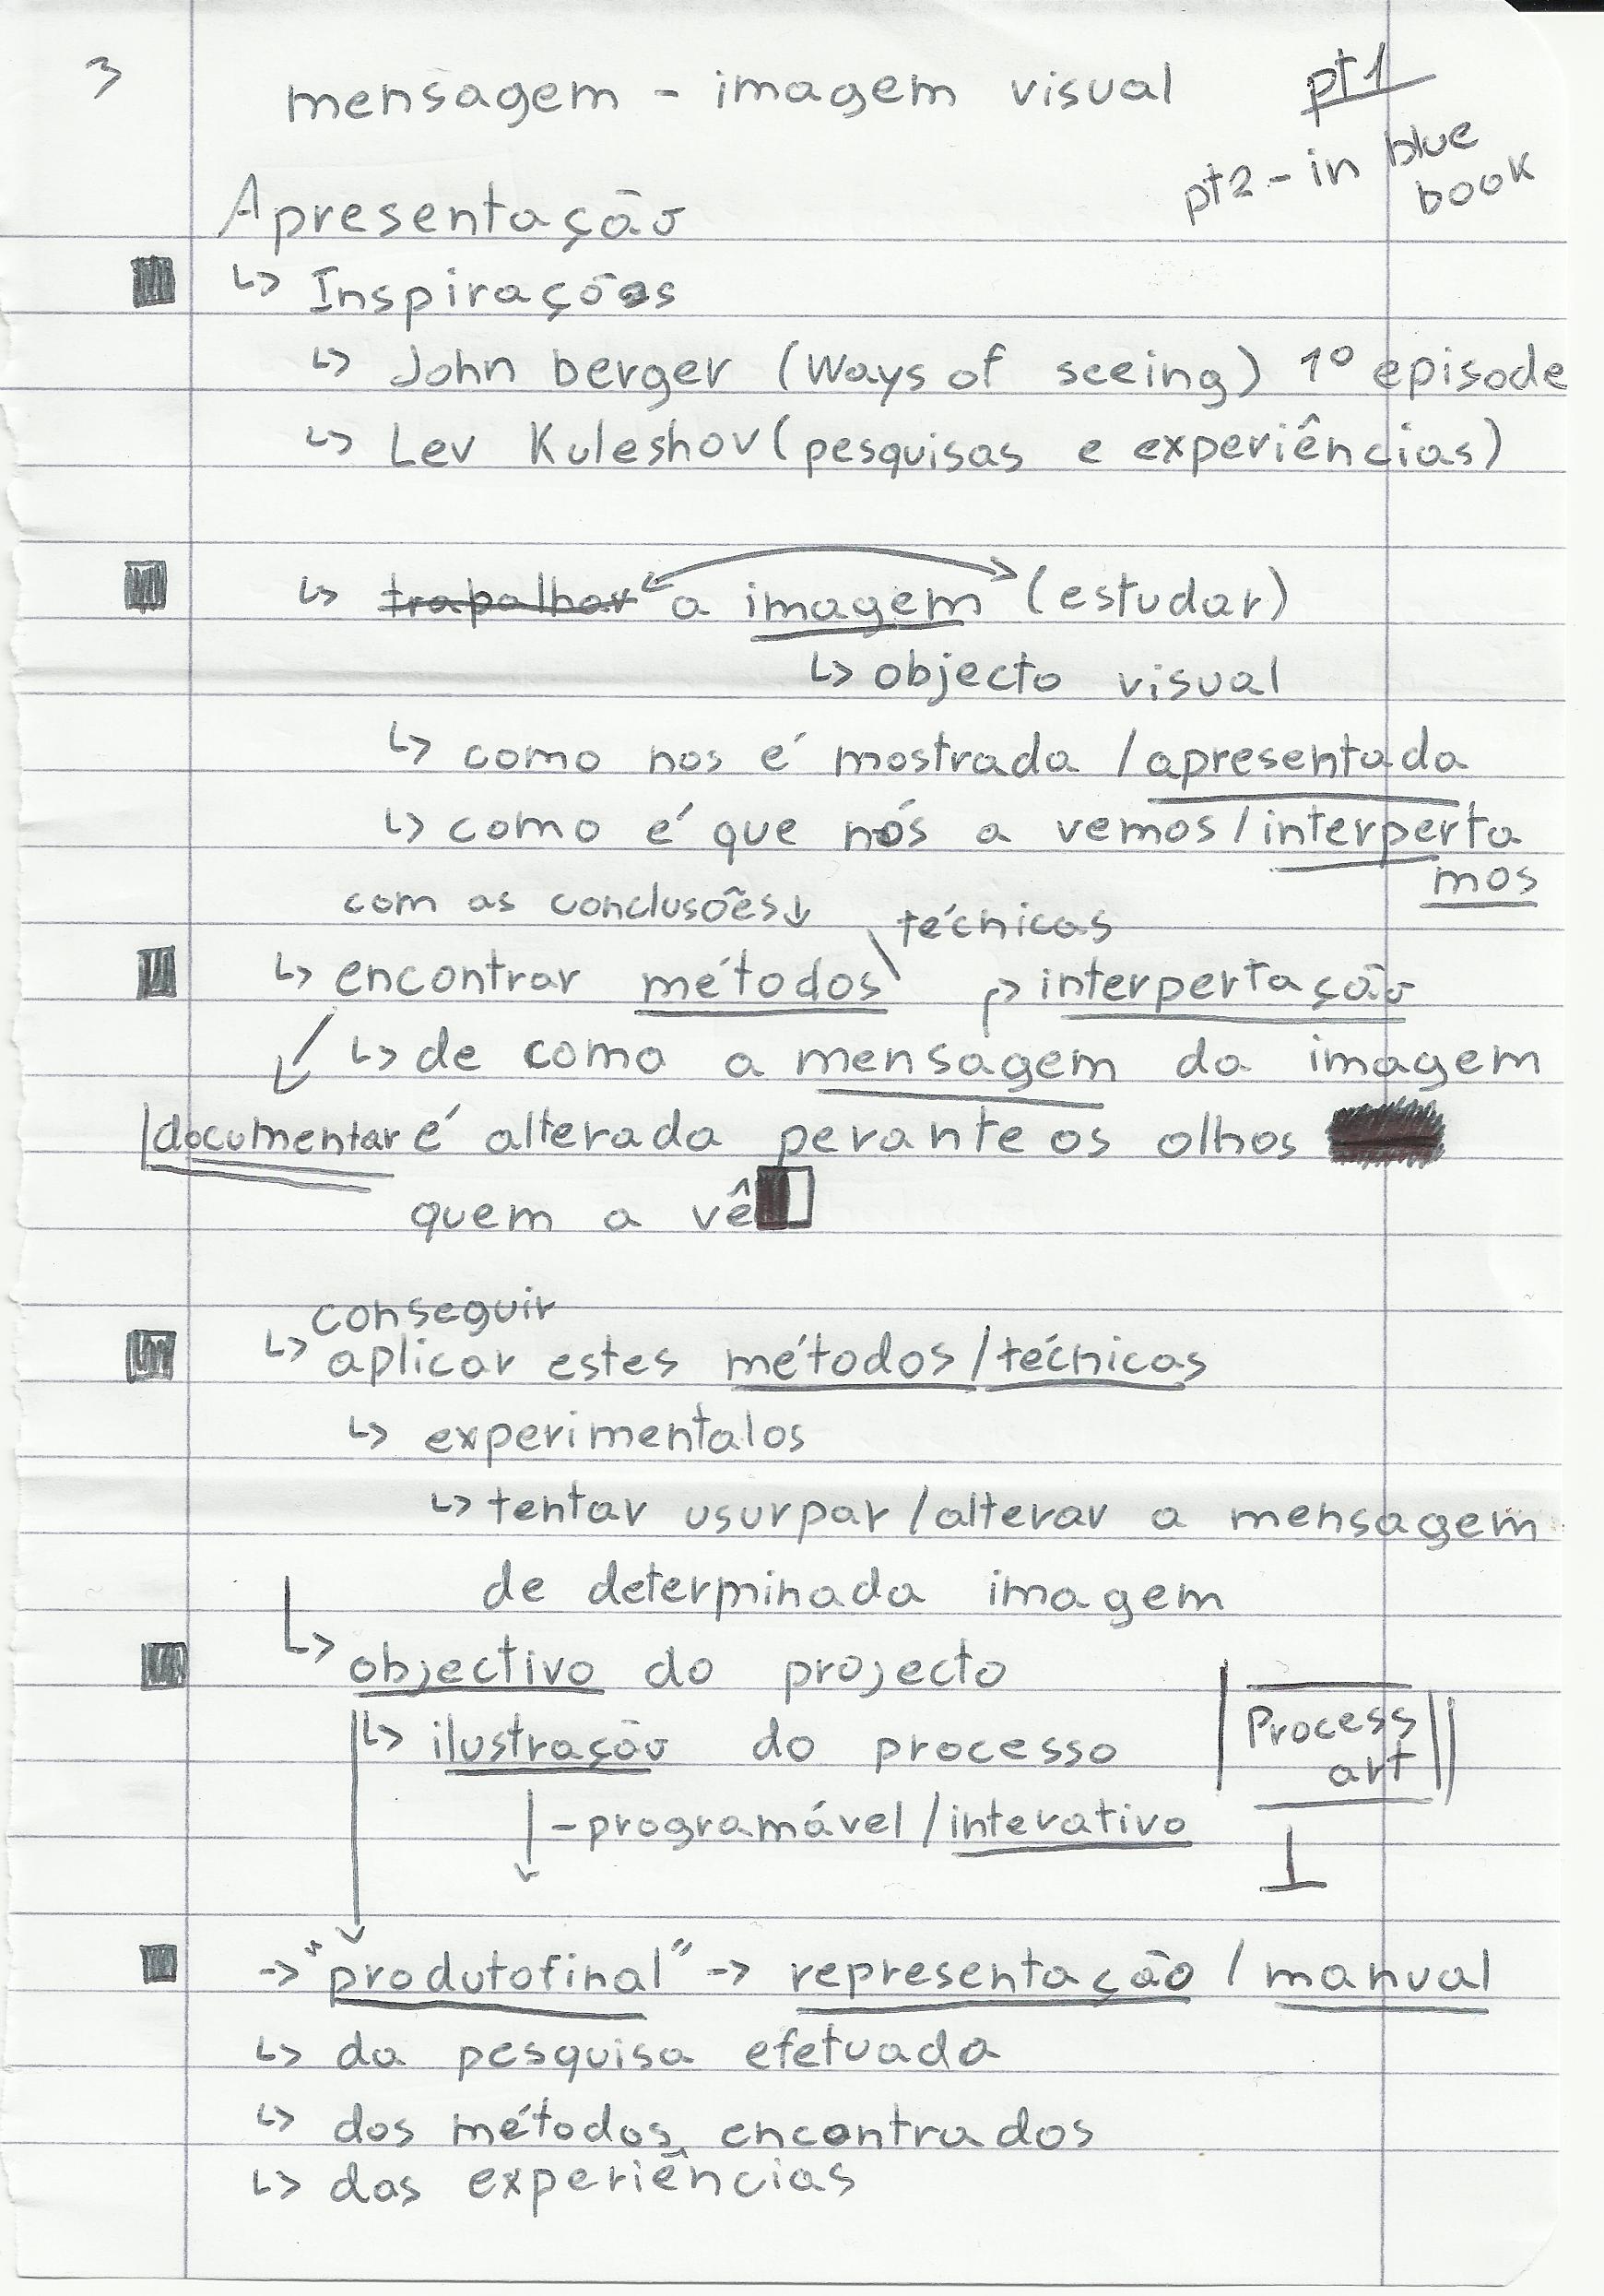 3 mensagem - imagem visual pt1
pt2 - in blue
book
Apresentação
↳ Inspirações
↳ John berger (Ways of seeing) 1º episode
↳ Lev Kuleshov (pesquisas e experiências)
↳ trapalhar a imagem (estudar)
↳ objecto visual
↳ como nos é mostrada / apresentada
↳ como é que nós a vemos / interperta
mos
com as conclusões ↓ técnicas
↳ encontrar métodos \ interpertação
↳ de como a mensagem da imagem
documentar é alterada perante os olhos
quem a vê
conseguir
↳ aplicar estes métodos / técnicas
↳ experimentalos
↳ tentar usurpar / alterar a mensagem
de determinada imagem
↳ objectivo do projecto
↳ ilustração do processo
Process
art
- programável / interativo
→ "produtofinal" → representação / manual
↳ da pesquisa efetuada
↳ dos métodos encontrados
↳ das experiências